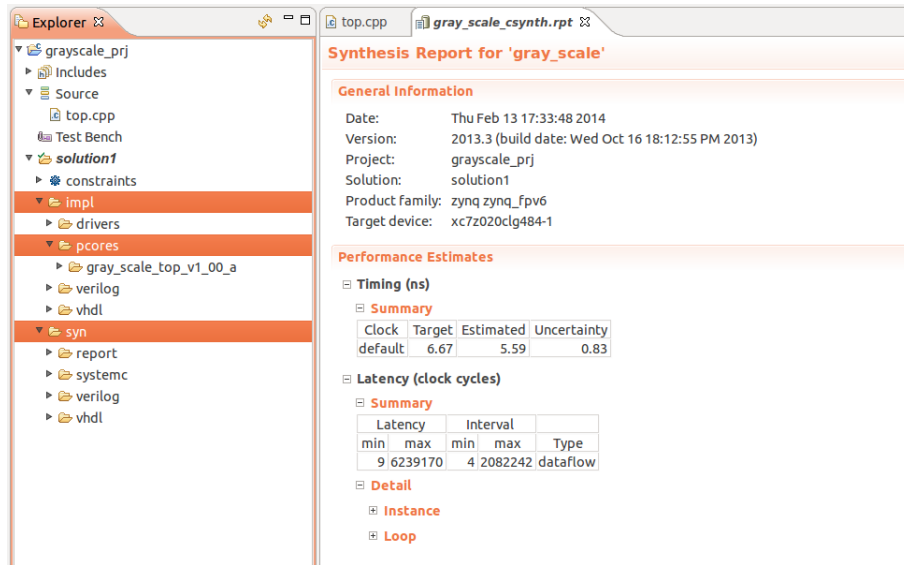 Explorer
grayscale_prj
Includes
Source
top.cpp
Test Bench
solution1
constraints
impl
drivers
pcores
gray_scale_top_v1_00_a
verilog
vhdl
syn
report
systemc
verilog
vhdl
top.cpp gray_scale_csynth.rpt
Synthesis Report for 'gray_scale'
General Information
Date: Thu Feb 13 17:33:48 2014
Version: 2013.3 (build date: Wed Oct 16 18:12:55 PM 2013)
Project: grayscale_prj
Solution: solution1
Product family: zynq zynq_fpv6
Target device: xc7z020clg484-1
Performance Estimates
Timing (ns)
Summary
Clock Target Estimated Uncertainty
default 6.67 5.59 0.83
Latency (clock cycles)
Summary
Latency Interval
min max min max Type
9 6239170 4 2082242 dataflow
Detail
Instance
Loop